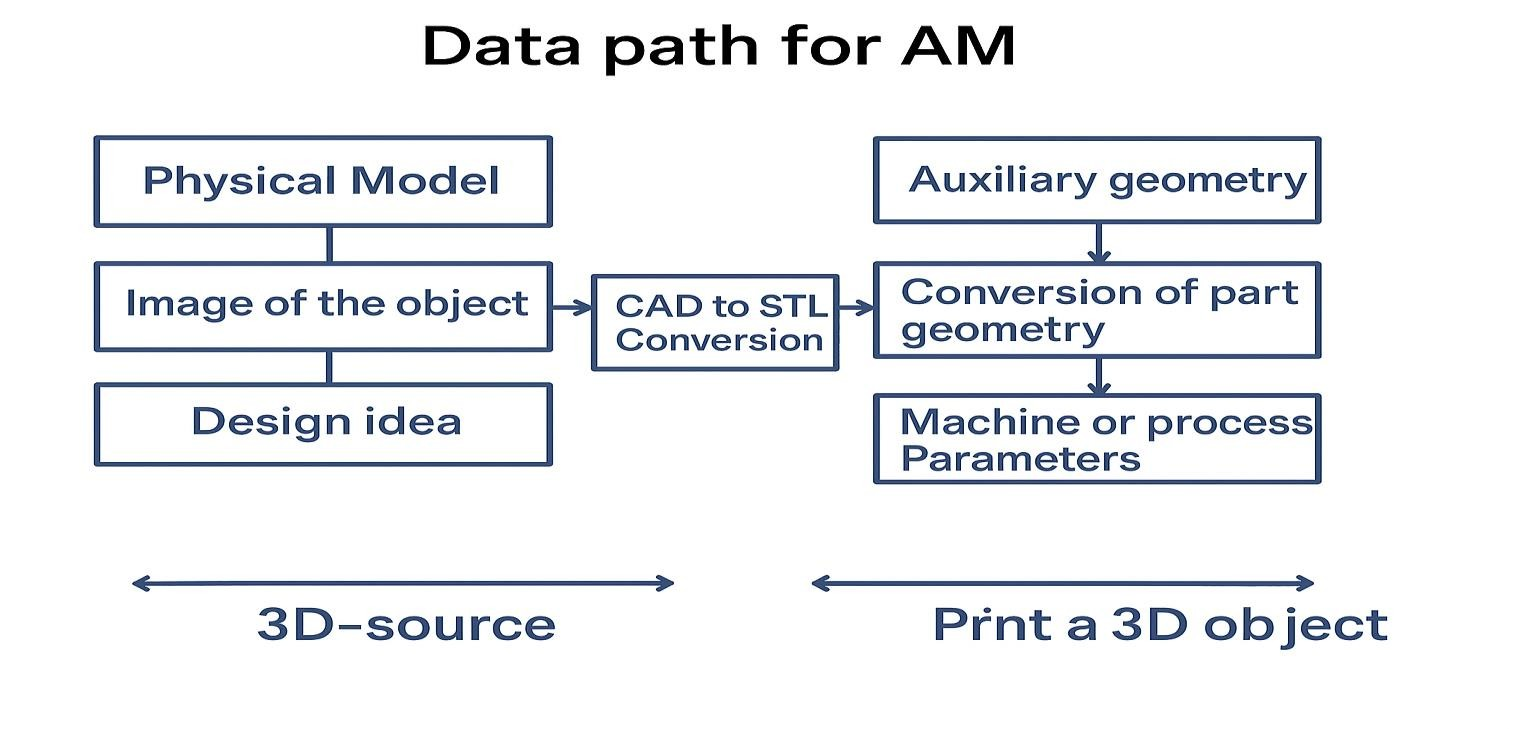 Data path for AM
Physical Model
Image of the object
Design idea
CAD to STL
Conversion
Auxiliary geometry
Conversion of part
geometry
Machine or process
Parameters
3D-source
Prnt a 3D object